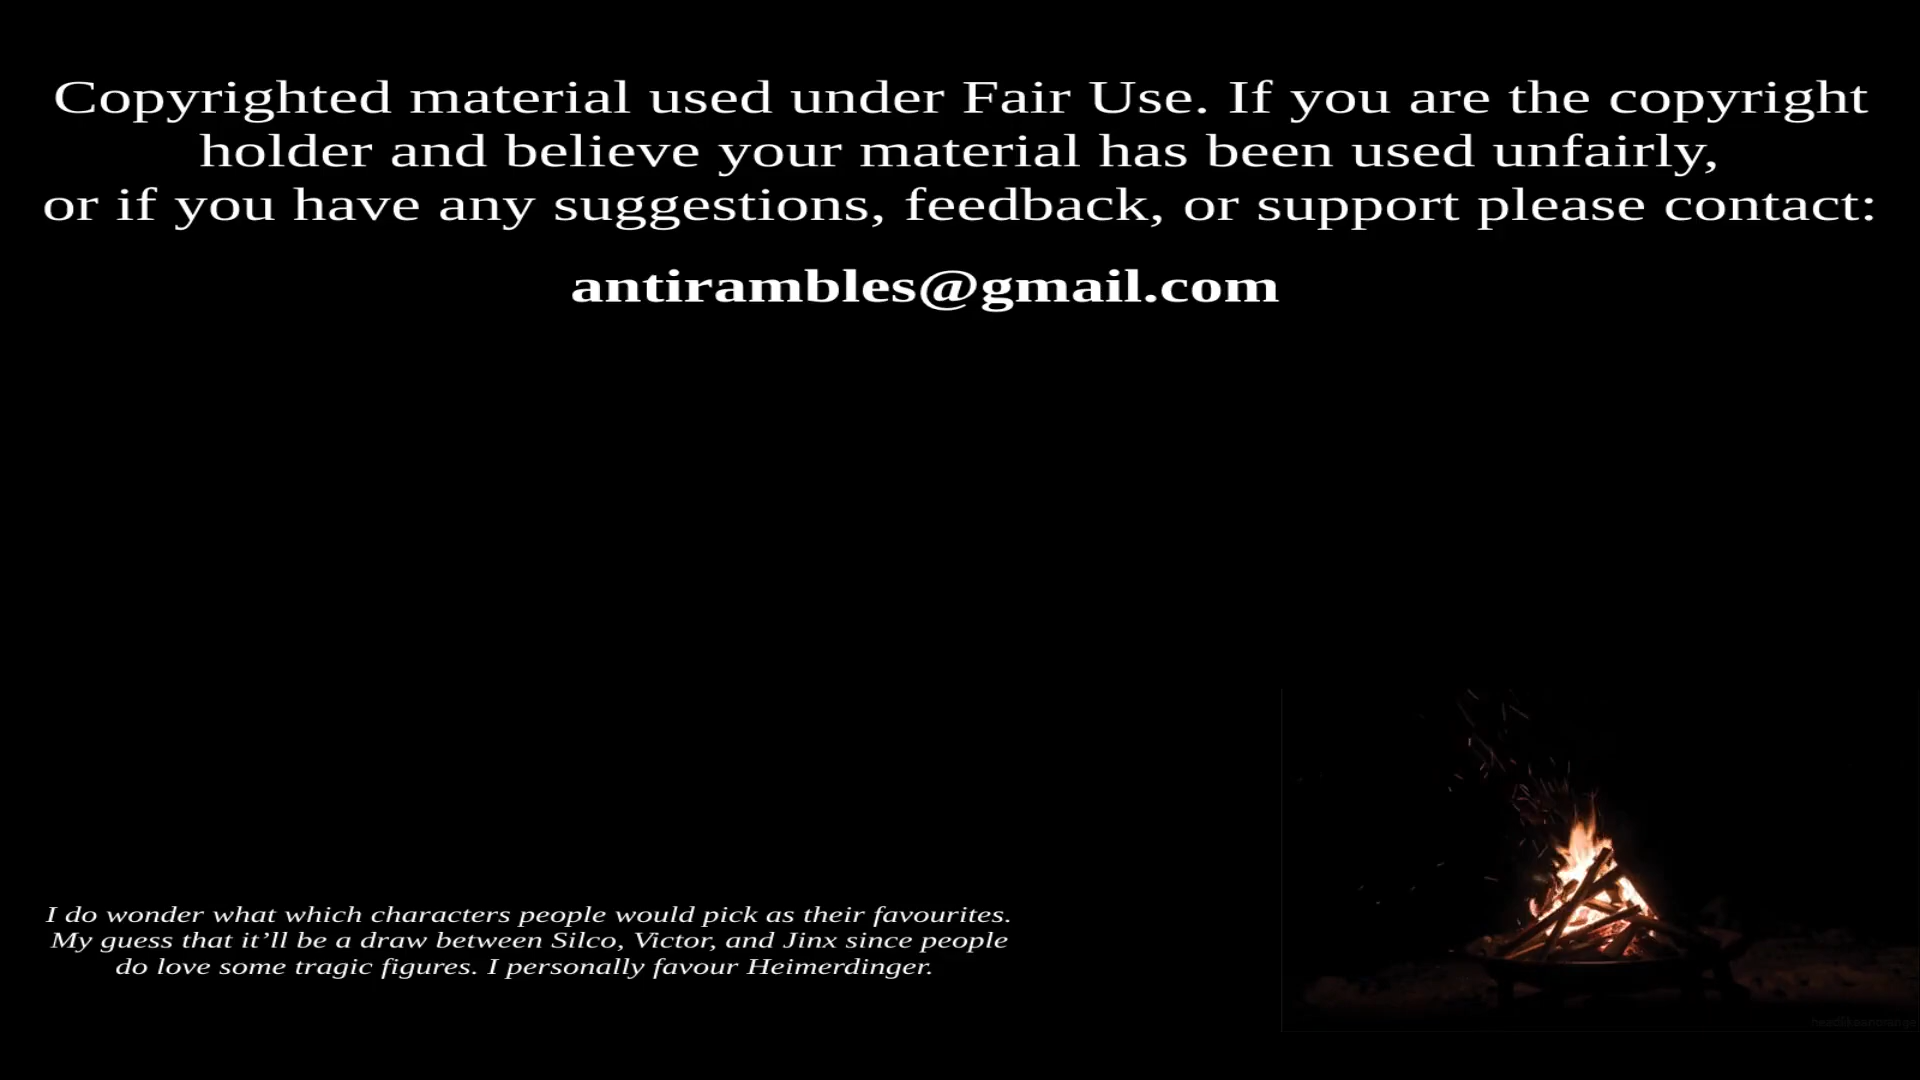 Copyrighted material used under Fair Use. If you are the copyright
holder and believe your material has been used unfairly,
or if you have any suggestions, feedback, or support please contact:
antirambles@gmail.com
I do wonder what which characters people would pick as their favourites.
My guess that it’ll be a draw between Silco, Victor, and Jinx since people
do love some tragic figures. I personally favour Heimerdinger.